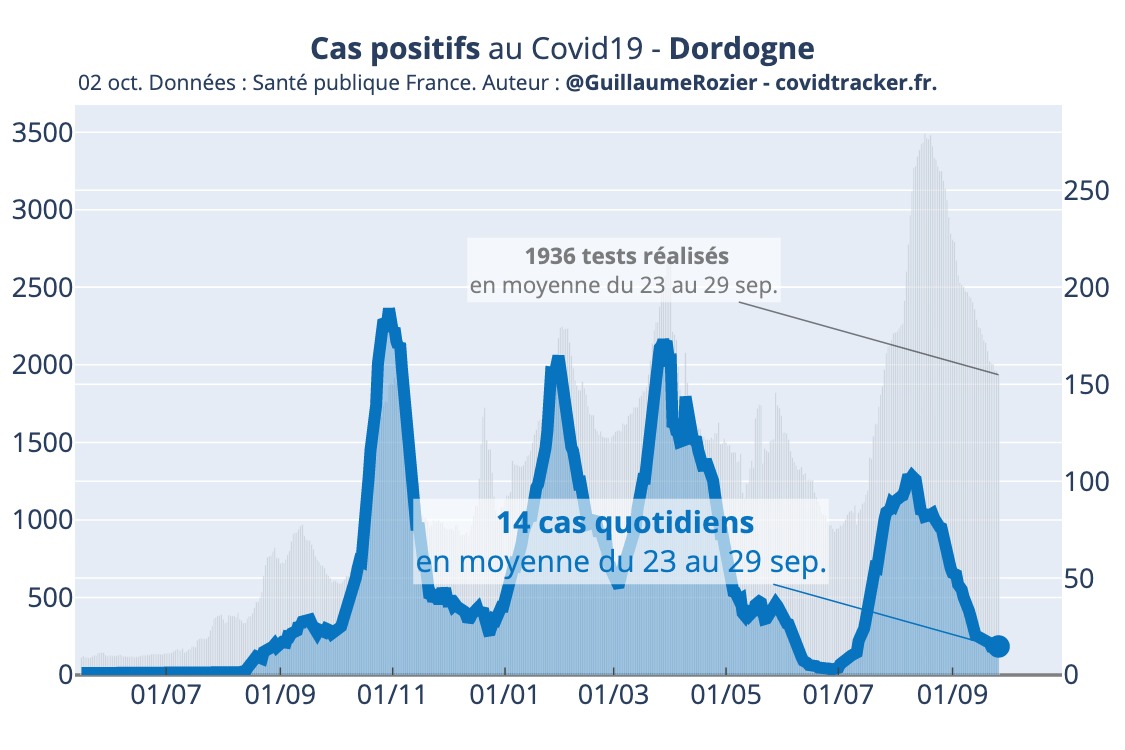 Cas positifs au Covid19 - Dordogne
02 oct. Données : Santé publique France. Auteur : @GuillaumeRozier - covidtracker.fr.
3500
3000
2500
2000
1500
1000
500
0
250
200
150
100
50
0
1936 tests réalisés
en moyenne du 23 au 29 sep.
14 cas quotidiens
en moyenne du 23 au 29 sep.
01/07 01/09 01/11 01/01 01/03 01/05 01/07 01/09